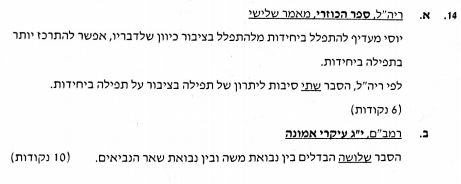 14. א. ריה"ל, ספר הכוזרי, מאמר שלישי
יוסי מעדיף להתפלל ביחידות מלהתפלל בציבור כיוון שלדבריו, אפשר להתרכז יותר
בתפילה ביחידות.
לפי ריה"ל, הסבר שתי סיבות ליתרון של תפילה בציבור על תפילה ביחידות.
(6 נקודות)
ב. רמב"ם, י"ג עיקרי אמונה
הסבר שלושה הבדלים בין נבואת משה ובין נבואת שאר הנביאים. (10 נקודות)